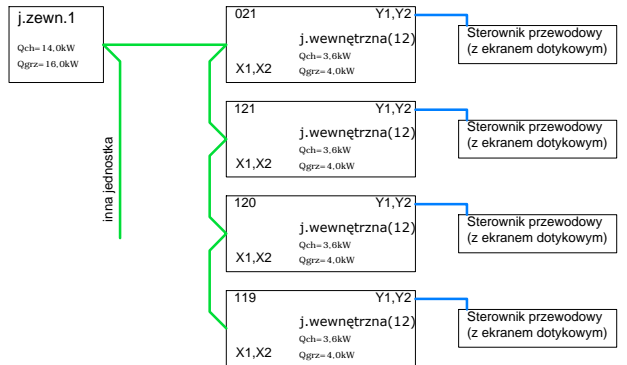 j.zewn.1
Qch=14,0kW
Qgrz=16,0kW
inna jednostka
021 Y1,Y2
j.wewnętrzna(12)
Qch=3,6kW
X1,X2 Qgrz=4,0kW
Sterownik przewodowy
(z ekranem dotykowym)
121 Y1,Y2
j.wewnętrzna(12)
Qch=3,6kW
X1,X2 Qgrz=4,0kW
Sterownik przewodowy
(z ekranem dotykowym)
120 Y1,Y2
j.wewnętrzna(12)
Qch=3,6kW
X1,X2 Qgrz=4,0kW
Sterownik przewodowy
(z ekranem dotykowym)
119 Y1,Y2
j.wewnętrzna(12)
Qch=3,6kW
X1,X2 Qgrz=4,0kW
Sterownik przewodowy
(z ekranem dotykowym)